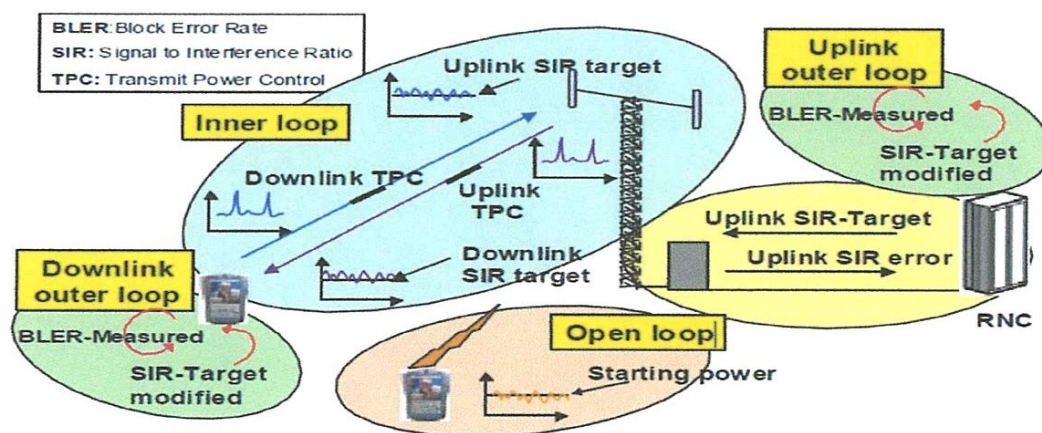 BLER: Block Error Rate
SIR: Signal to Interference Ratio
TPC: Transmit Power Control
Uplink SIR target
Inner loop
Downlink TPC
Uplink
TPC
Downlink
SIR target
Uplink
outer loop
BLER-Measured
SIR-Target
modified
Uplink SIR-Target
Uplink SIR error
RNC
Downlink
outer loop
BLER-Measured
SIR-Target
modified
Open loop
Starting power